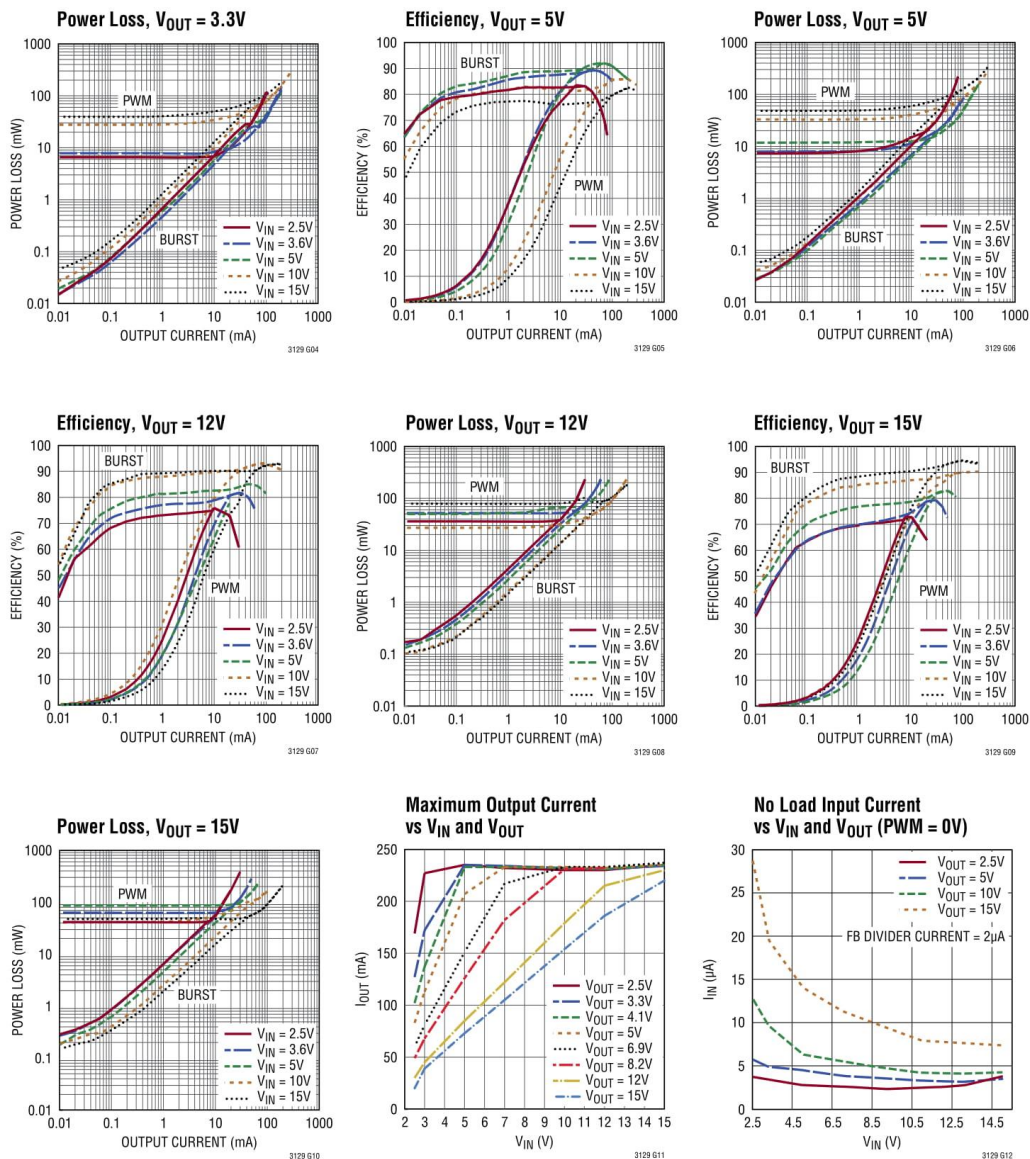 Power Loss, VOUT = 3.3V
1000
100
10
1
0.1
0.01
POWER LOSS (mW)
PWM
BURST
VIN = 2.5V
VIN = 3.6V
VIN = 5V
VIN = 10V
VIN = 15V
0.01
0.1
1
10
100
1000
OUTPUT CURRENT (mA)
3129 G04
Efficiency, VOUT = 5V
100
90
80
70
60
50
40
30
20
10
0
EFFICIENCY (%)
BURST
PWM
VIN = 2.5V
VIN = 3.6V
VIN = 5V
VIN = 10V
VIN = 15V
0.01
0.1
1
10
100
1000
OUTPUT CURRENT (mA)
3129 G05
Power Loss, VOUT = 5V
1000
100
10
1
0.1
0.01
POWER LOSS (mW)
PWM
BURST
VIN = 2.5V
VIN = 3.6V
VIN = 5V
VIN = 10V
VIN = 15V
0.01
0.1
1
10
100
1000
OUTPUT CURRENT (mA)
3129 G06
Efficiency, VOUT = 12V
100
90
80
70
60
50
40
30
20
10
0
EFFICIENCY (%)
BURST
PWM
VIN = 2.5V
VIN = 3.6V
VIN = 5V
VIN = 10V
VIN = 15V
0.01
0.1
1
10
100
1000
OUTPUT CURRENT (mA)
3129 G07
Power Loss, VOUT = 12V
1000
100
10
1
0.1
0.01
POWER LOSS (mW)
PWM
BURST
VIN = 2.5V
VIN = 3.6V
VIN = 5V
VIN = 10V
VIN = 15V
0.01
0.1
1
10
100
1000
OUTPUT CURRENT (mA)
3129 G08
Efficiency, VOUT = 15V
100
90
80
70
60
50
40
30
20
10
0
EFFICIENCY (%)
BURST
PWM
VIN = 2.5V
VIN = 3.6V
VIN = 5V
VIN = 10V
VIN = 15V
0.01
0.1
1
10
100
1000
OUTPUT CURRENT (mA)
3129 G09
Power Loss, VOUT = 15V
1000
100
10
1
0.1
0.01
POWER LOSS (mW)
PWM
BURST
VIN = 2.5V
VIN = 3.6V
VIN = 5V
VIN = 10V
VIN = 15V
0.01
0.1
1
10
100
1000
OUTPUT CURRENT (mA)
3129 G10
Maximum Output Current
vs VIN and VOUT
250
200
150
100
50
0
IOUT (mA)
VOUT = 2.5V
VOUT = 3.3V
VOUT = 4.1V
VOUT = 5V
VOUT = 6.9V
VOUT = 8.2V
VOUT = 12V
VOUT = 15V
2 3 4 5 6 7 8 9 10 11 12 13 14 15
VIN (V)
3129 G11
No Load Input Current
vs VIN and VOUT (PWM = 0V)
30
25
20
15
10
5
0
IIN (µA)
VOUT = 2.5V
VOUT = 5V
VOUT = 10V
VOUT = 15V
FB DIVIDER CURRENT = 2µA
2.5 4.5 6.5 8.5 10.5 12.5 14.5
VIN (V)
3129 G12